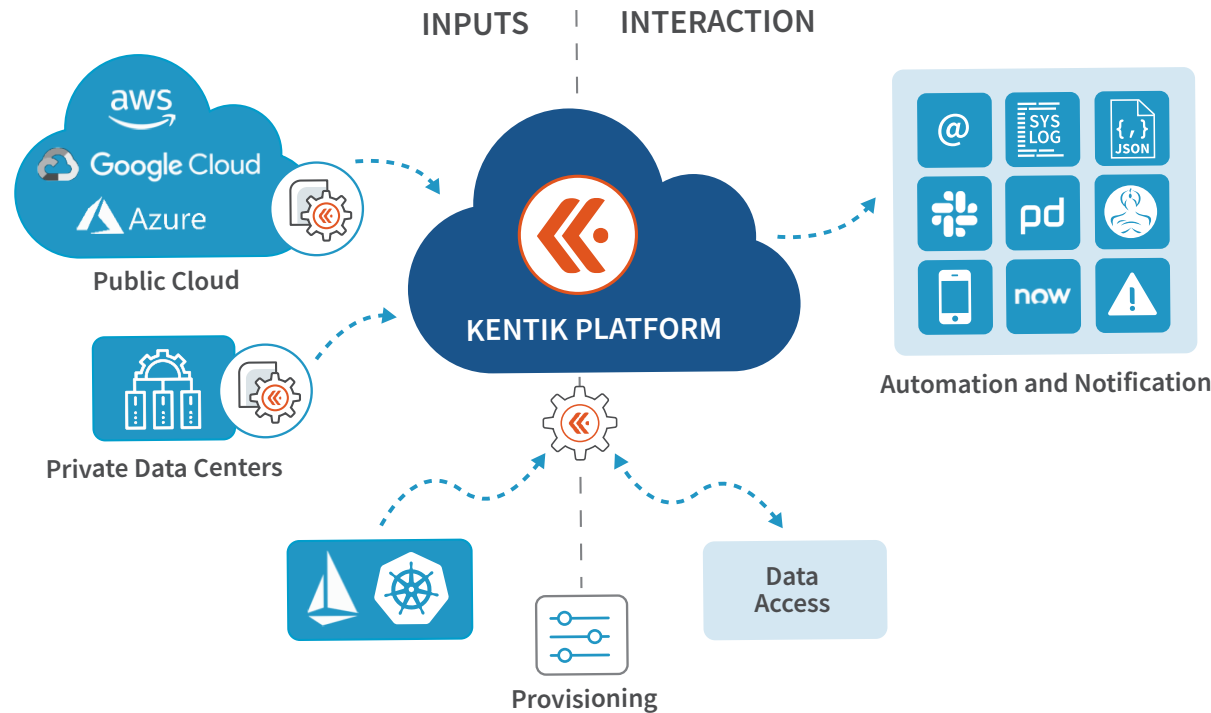 INPUTS
INTERACTION
aws
Google Cloud
Azure
Public Cloud
Private Data Centers
KENTIK PLATFORM
@
SYS
LOG
{,}
JSON
pd
now
!
Automation and Notification
Data
Access
Provisioning